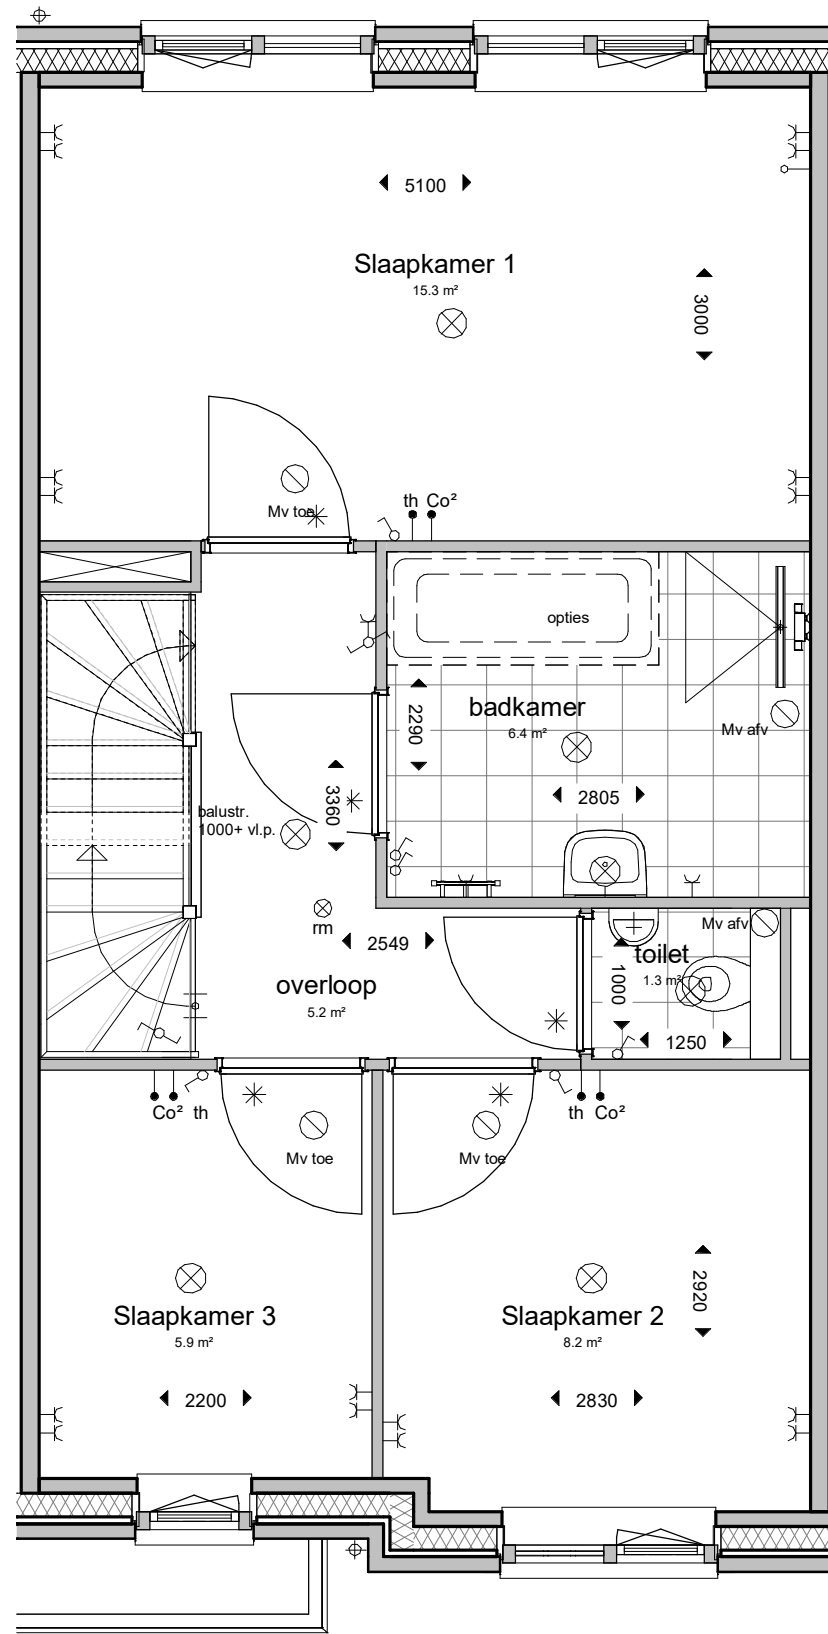 5100
Slaapkamer 1
15.3 m²
3000
Mv toe
th Co²
opties
badkamer
6.4 m²
2290
Mv afv
2805
3360
balustr.
1000+ vl.p.
rm
2549
Mv afv
toilet
1.3 m²
1000
overloop
5.2 m²
1250
Co² th
th Co²
Mv toe
Mv toe
2920
Slaapkamer 3
5.9 m²
Slaapkamer 2
8.2 m²
2200
2830